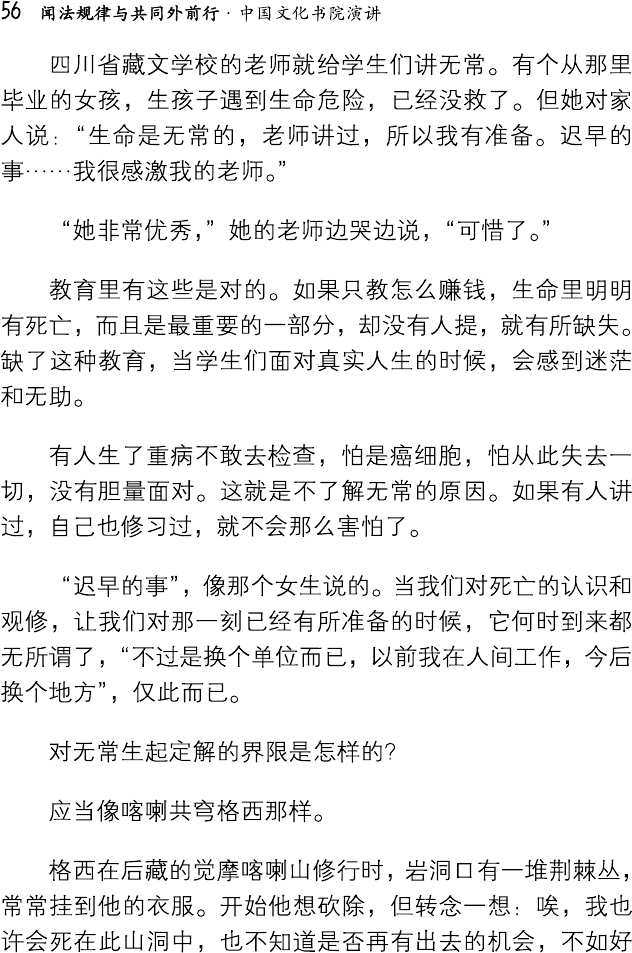 56 闻法规律与共同外前行·中国文化书院演讲
四川省藏文学校的老师就给学生们讲无常。有个从那里
毕业的女孩，生孩子遇到生命危险，已经没救了。但她对家
人说：“生命是无常的，老师讲过，所以我有准备。迟早的
事……我很感激我的老师。”
“她非常优秀，”她的老师边哭边说，“可惜了。”
教育里有这些是对的。如果只教怎么赚钱，生命里明明
有死亡，而且是最重要的一部分，却没有人提，就有所缺失。
缺了这种教育，当学生们面对真实人生的时候，会感到迷茫
和无助。
有人生了重病不敢去检查，怕是癌细胞，怕从此失去一
切，没有胆量面对。这就是不了解无常的原因。如果有人讲
过，自己也修习过，就不会那么害怕了。
“迟早的事”，像那个女生说的。当我们对死亡的认识和
观修，让我们对那一刻已经有所准备的时候，它何时到来都
无所谓了，“不过是换个单位而已，以前我在人间工作，今后
换个地方”，仅此而已。
对无常生起定解的界限是怎样的？
应当像喀喇共穹格西那样。
格西在后藏的觉摩喀喇山修行时，岩洞口有一堆荆棘丛，
常常挂到他的衣服。开始他想砍除，但转念一想：唉，我也
许会死在此山洞中，也不知道是否再有出去的机会，不如好